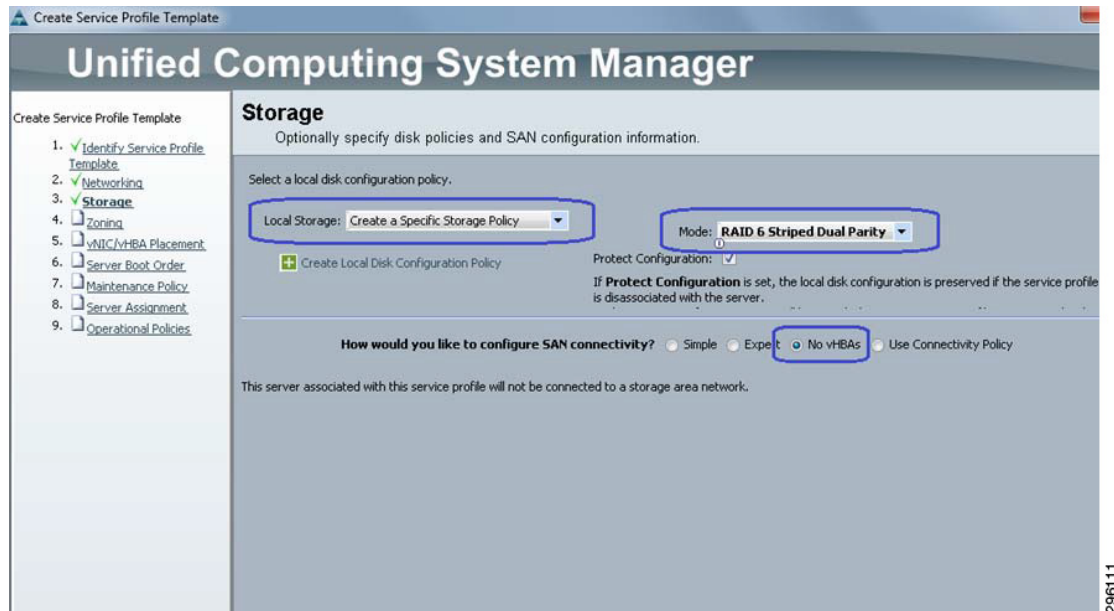 Create Service Profile Template
Unified Computing System Manager
Create Service Profile Template
1. Identify Service Profile
Template
2. Networking
3. Storage
4. Zoning
5. vNIC/vHBA Placement
6. Server Boot Order
7. Maintenance Policy
8. Server Assignment
9. Operational Policies
Storage
Optionally specify disk policies and SAN configuration information.
Select a local disk configuration policy.
Local Storage: Create a Specific Storage Policy
Mode: RAID 6 Striped Dual Parity
Create Local Disk Configuration Policy
Protect Configuration:
If Protect Configuration is set, the local disk configuration is preserved if the service profile
is disassociated with the server.
How would you like to configure SAN connectivity? Simple Expert No vHBAs Use Connectivity Policy
This server associated with this service profile will not be connected to a storage area network.
296111